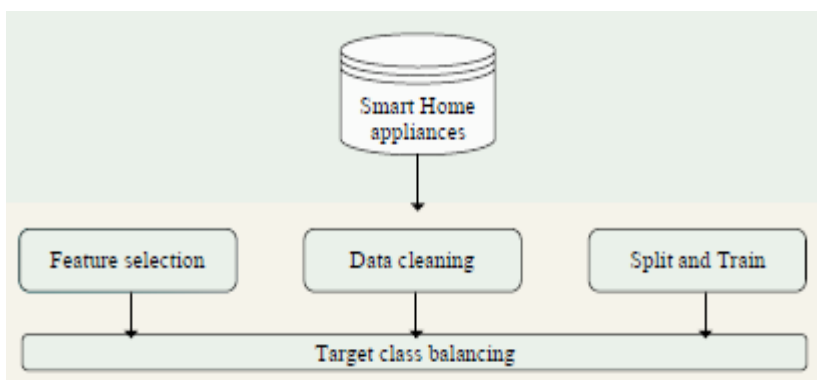 Smart Home
appliances
Feature selection
Data cleaning
Split and Train
Target class balancing